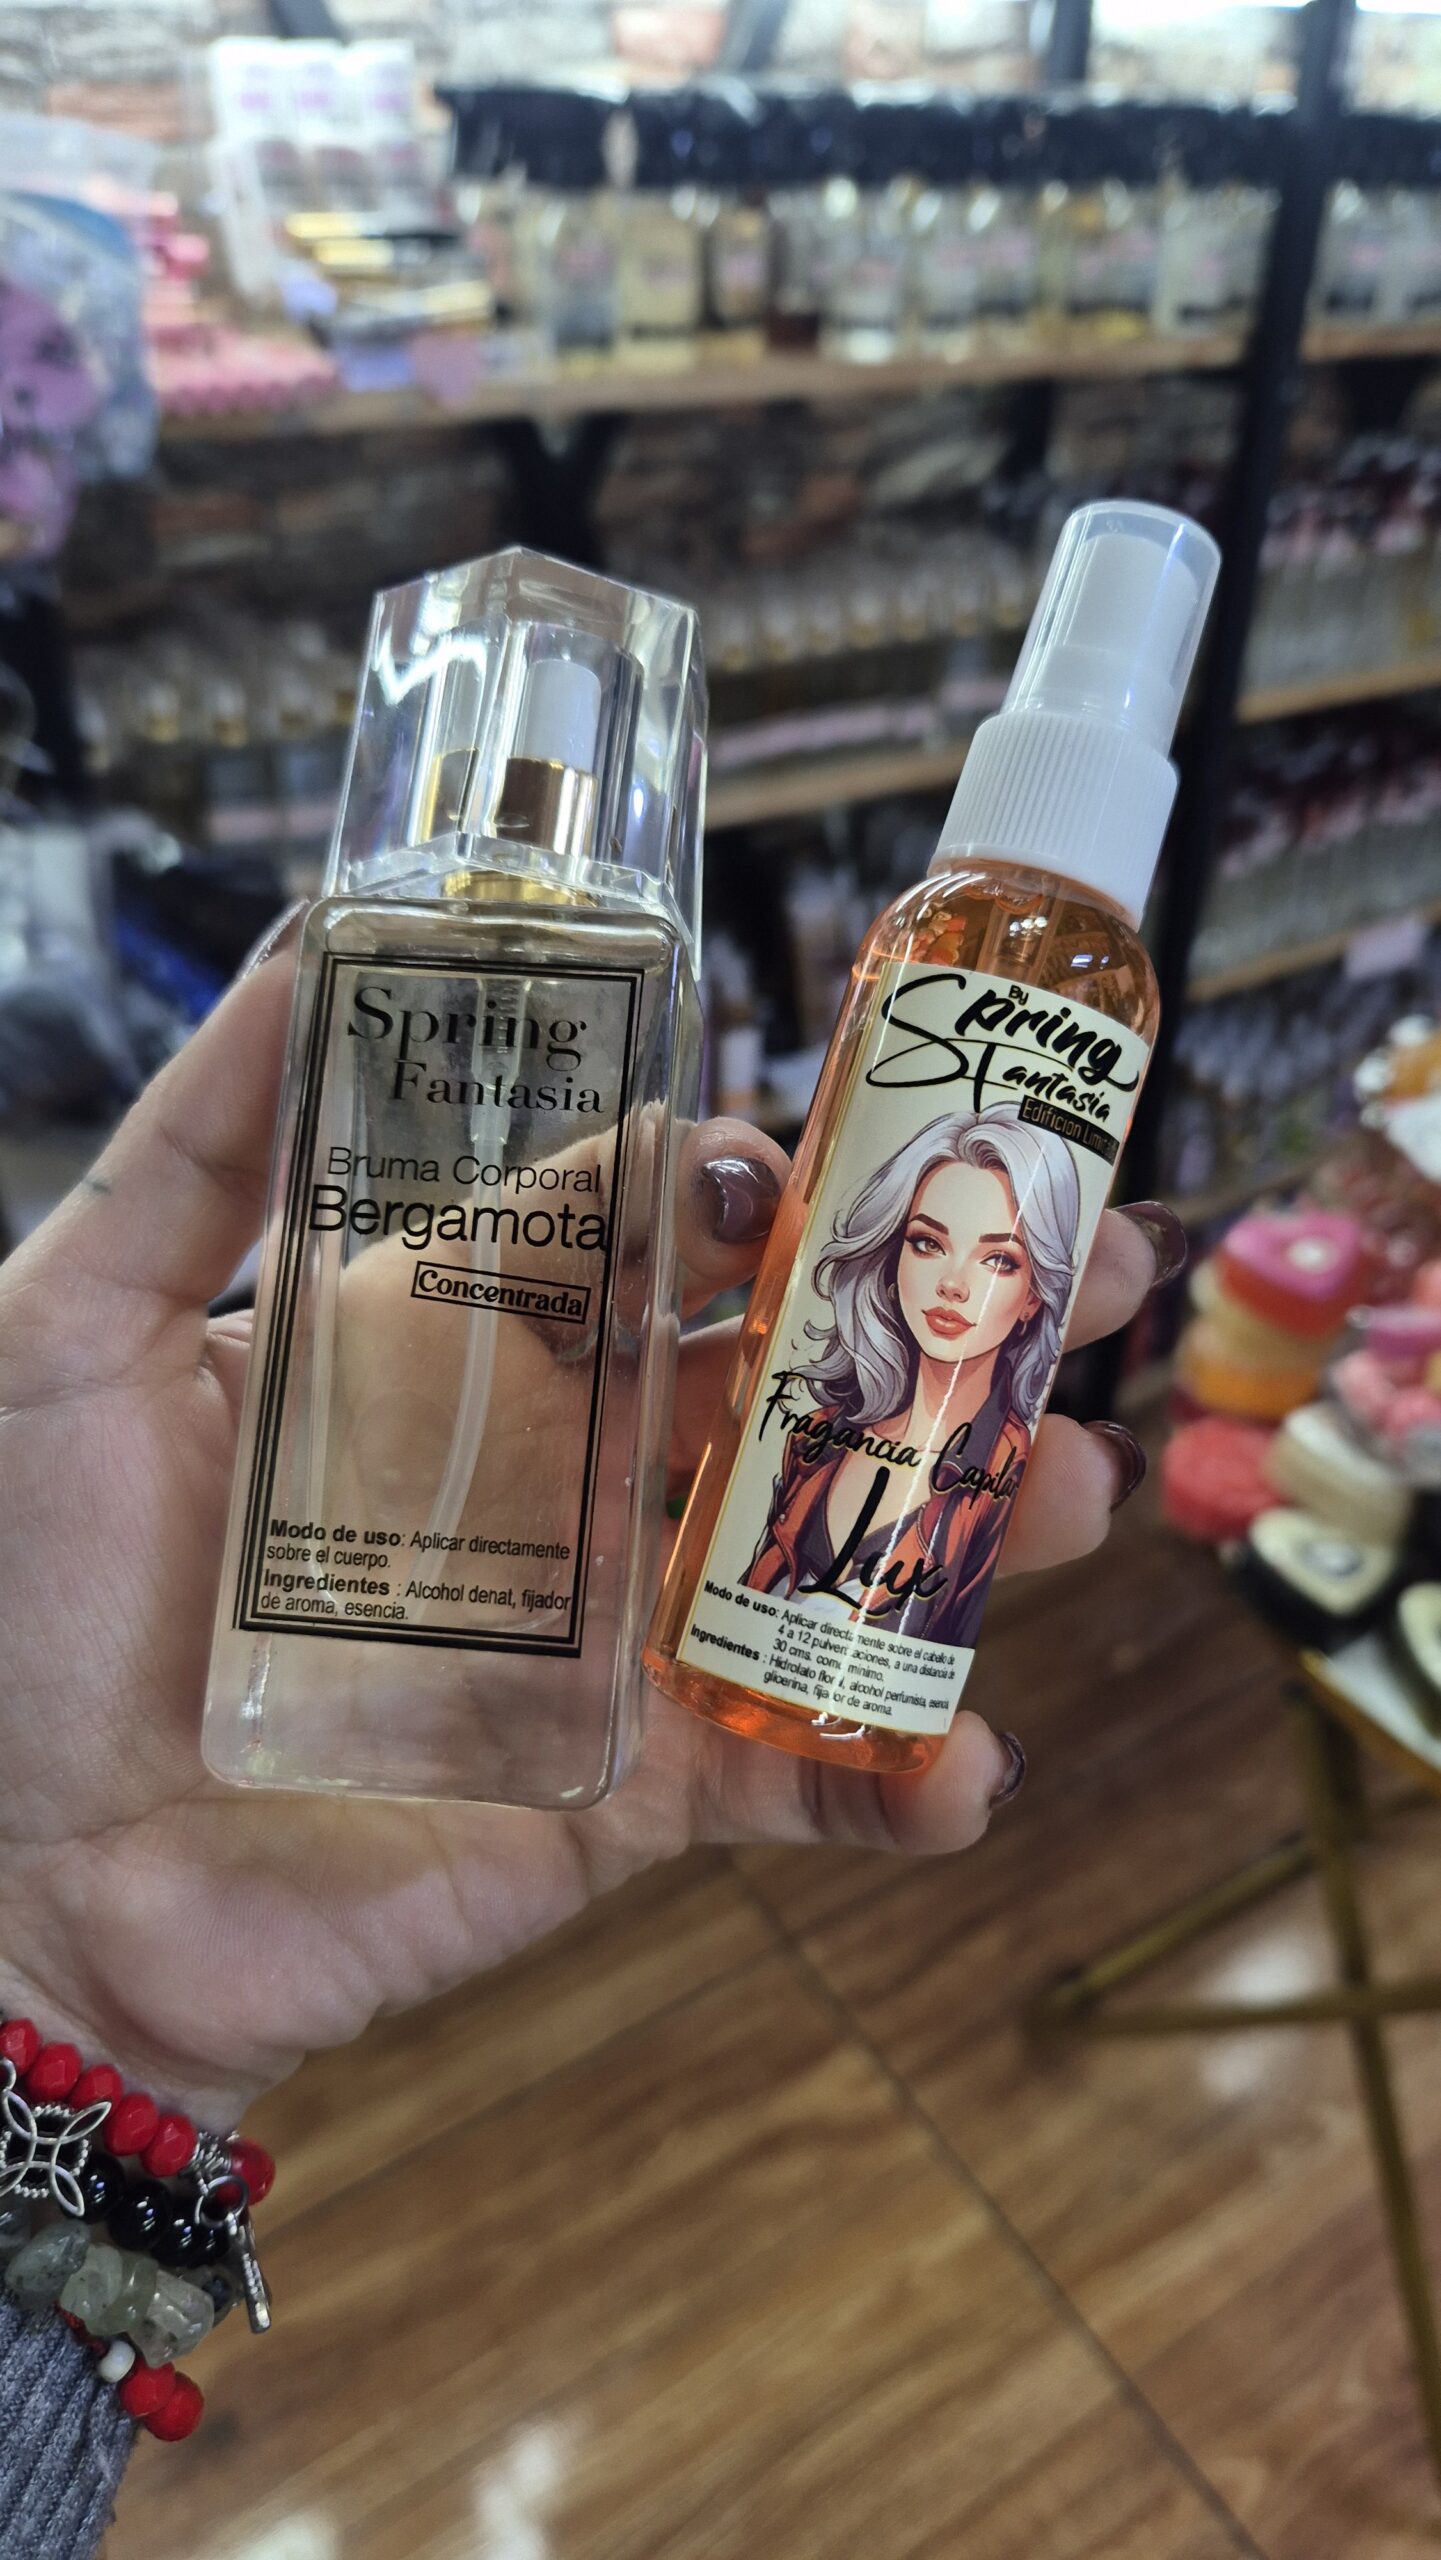 Spring
Fantasia
Bruma Corporal
Bergamota
Concentrada
Modo de uso: Aplicar directamente
sobre el cuerpo.
Ingredientes : Alcohol denat, fijador
de aroma, esencia.
By
Spring
Fantasia
Edificion
Fragancia Capilar
Lux
Modo de uso: Aplicar directamente sobre el cabello de
4 a 12 pulverizaciones, a una distancia de
30 cms. como mínimo.
Ingredientes : Hidrolato floral, alcohol perfumista, esencia,
glicerina, fijador de aroma.